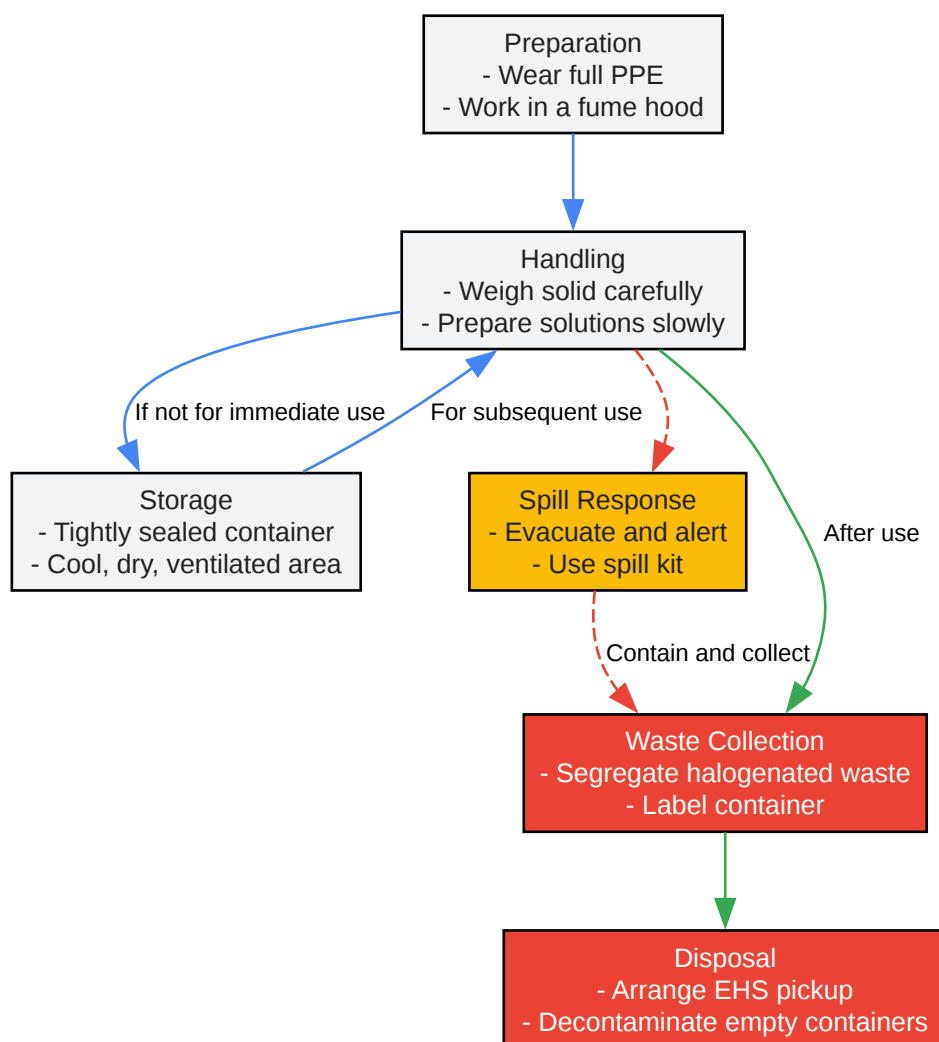 Preparation
- Wear full PPE
- Work in a fume hood
Handling
- Weigh solid carefully
- Prepare solutions slowly
If not for immediate use
For subsequent use
Storage
- Tightly sealed container
- Cool, dry, ventilated area
Spill Response
- Evacuate and alert
- Use spill kit
After use
Contain and collect
Waste Collection
- Segregate halogenated waste
- Label container
Disposal
- Arrange EHS pickup
- Decontaminate empty containers